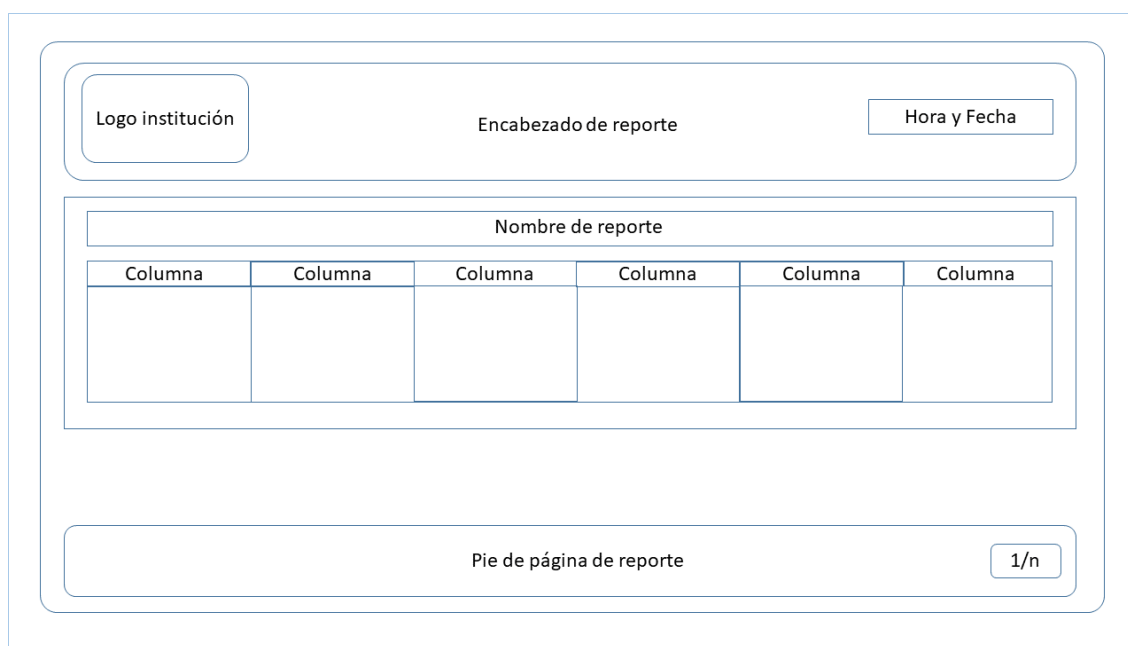 Logo institución
Encabezado de reporte
Hora y Fecha
Nombre de reporte
Columna
Columna
Columna
Columna
Columna
Columna
Pie de página de reporte
1/n